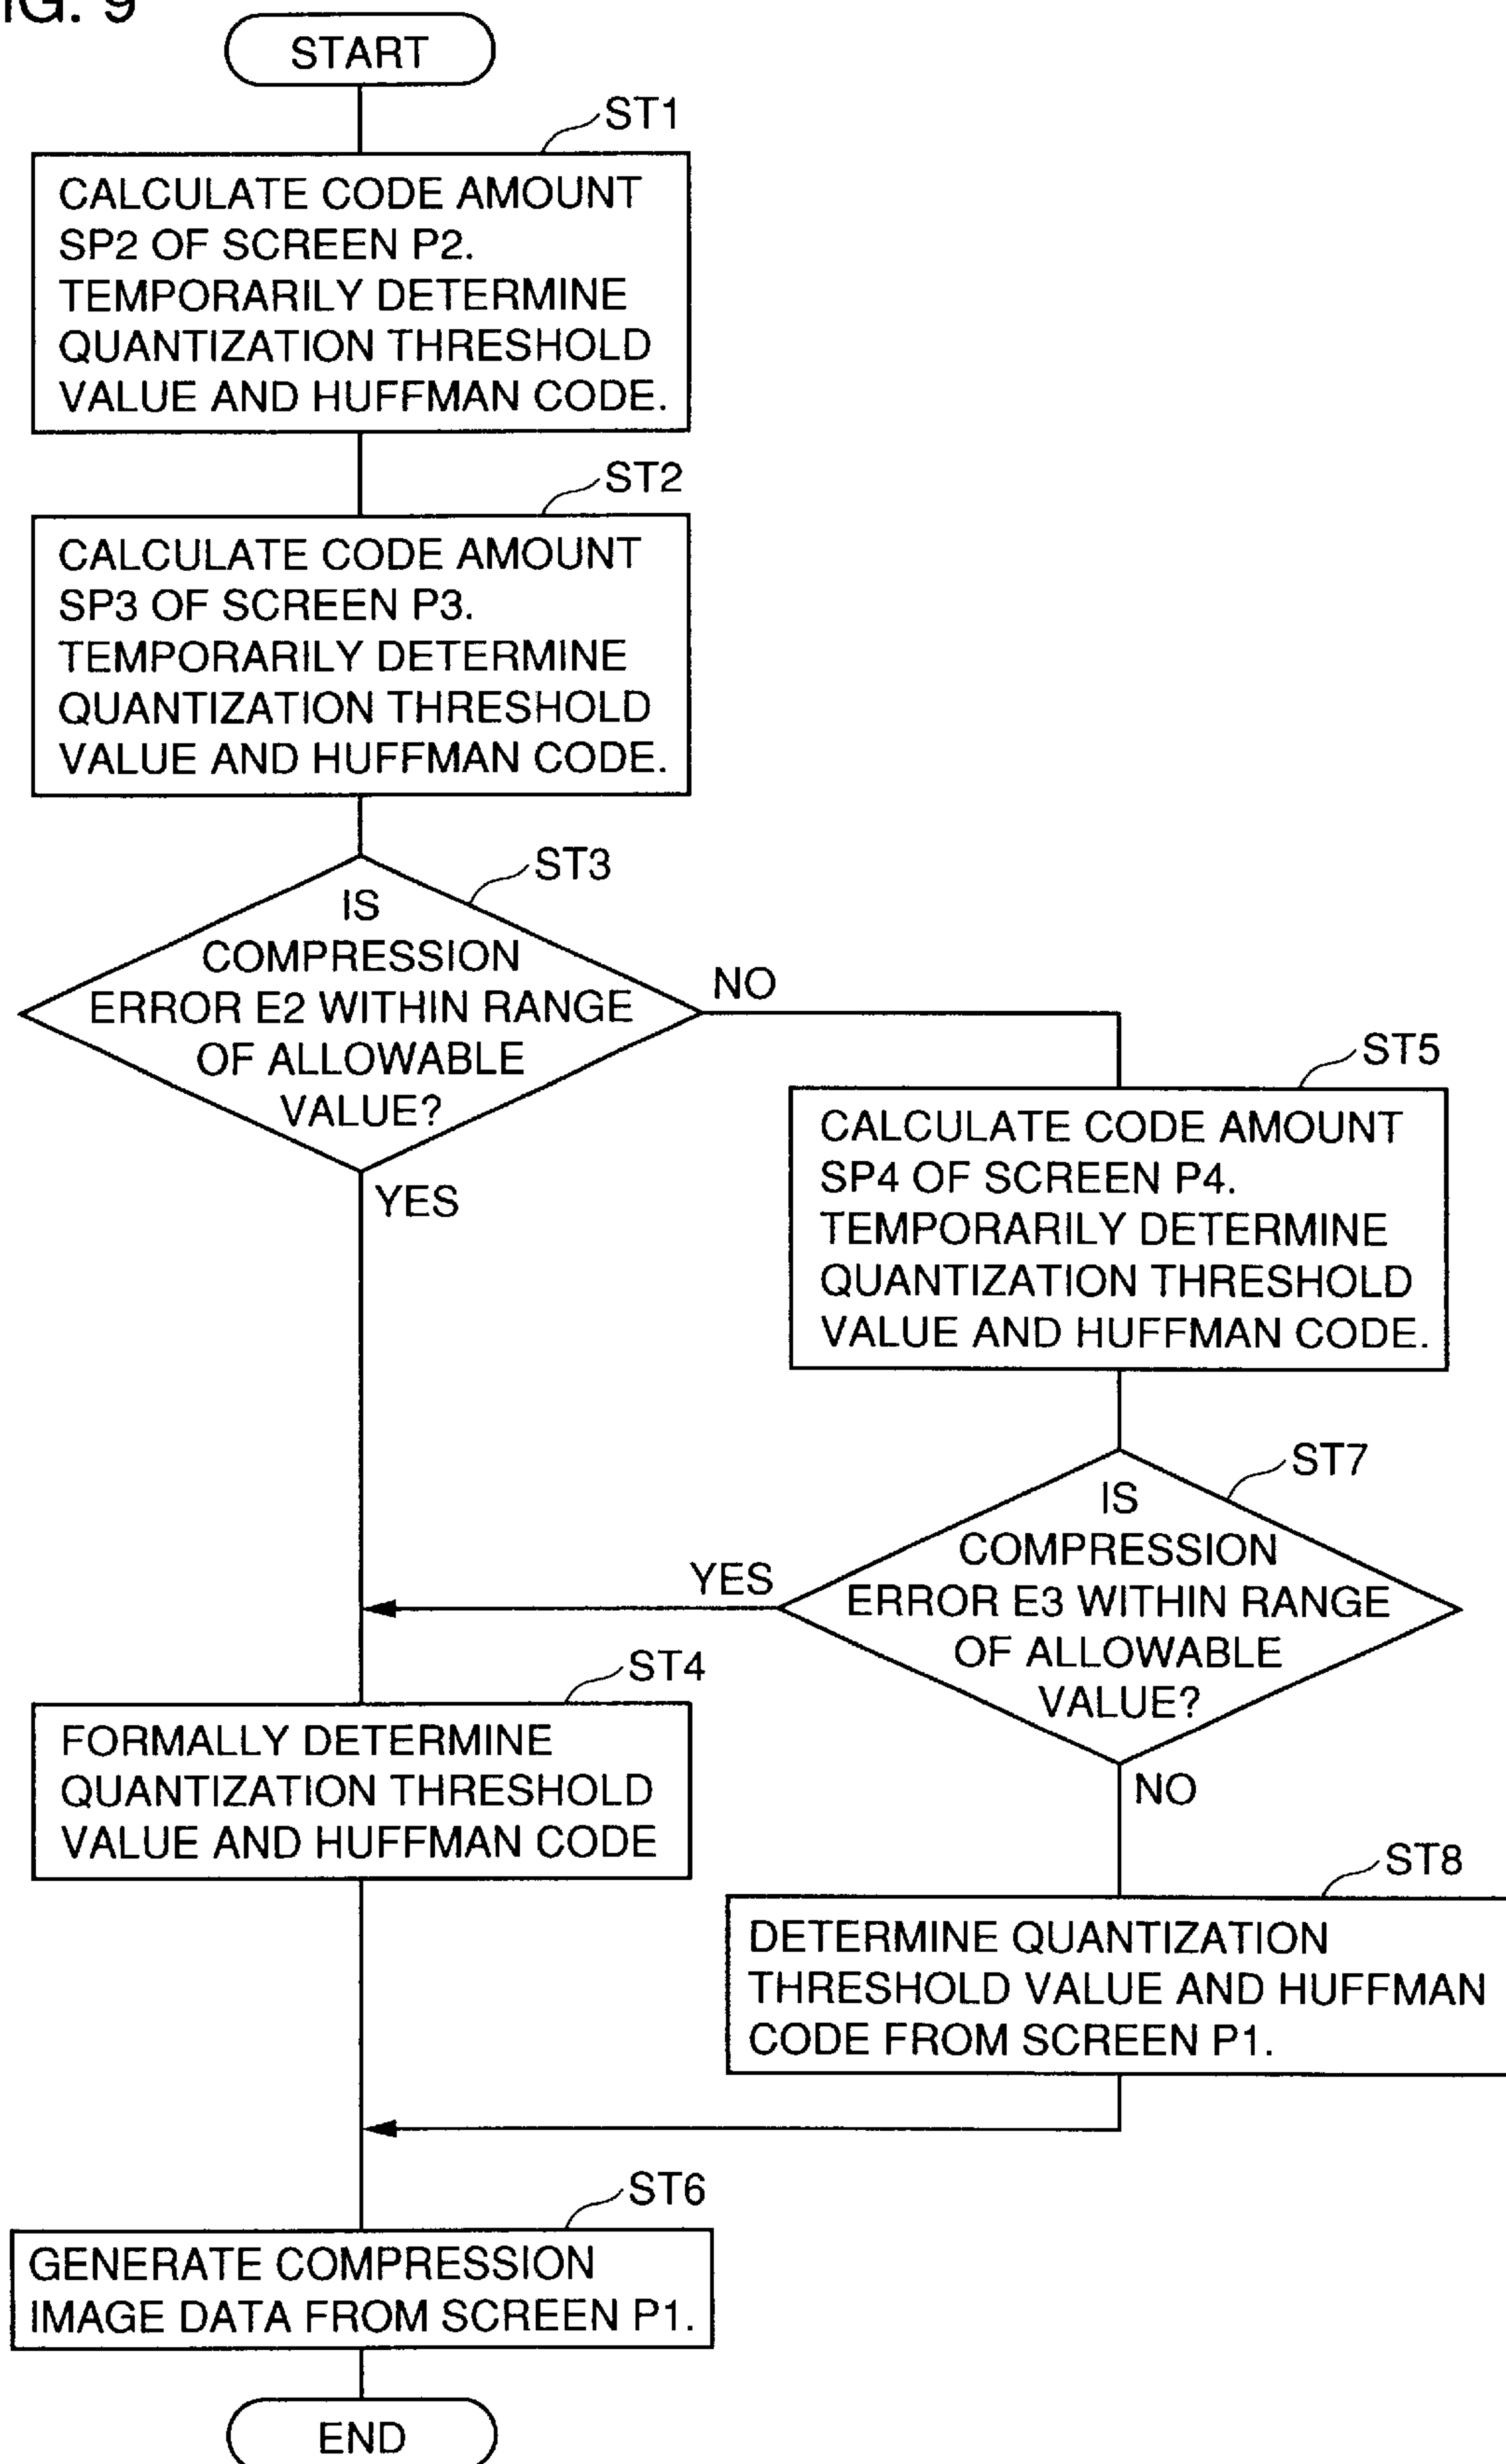 IG. 9
START
ST1
CALCULATE CODE AMOUNT
SP2 OF SCREEN P2.
TEMPORARILY DETERMINE
QUANTIZATION THRESHOLD
VALUE AND HUFFMAN CODE.
ST2
CALCULATE CODE AMOUNT
SP3 OF SCREEN P3.
TEMPORARILY DETERMINE
QUANTIZATION THRESHOLD
VALUE AND HUFFMAN CODE.
ST3
IS
COMPRESSION
ERROR E2 WITHIN RANGE
OF ALLOWABLE
VALUE?
NO
YES
ST5
CALCULATE CODE AMOUNT
SP4 OF SCREEN P4.
TEMPORARILY DETERMINE
QUANTIZATION THRESHOLD
VALUE AND HUFFMAN CODE.
ST7
IS
COMPRESSION
ERROR E3 WITHIN RANGE
OF ALLOWABLE
VALUE?
YES
NO
ST4
FORMALLY DETERMINE
QUANTIZATION THRESHOLD
VALUE AND HUFFMAN CODE
ST8
DETERMINE QUANTIZATION
THRESHOLD VALUE AND HUFFMAN
CODE FROM SCREEN P1.
ST6
GENERATE COMPRESSION
IMAGE DATA FROM SCREEN P1.
END